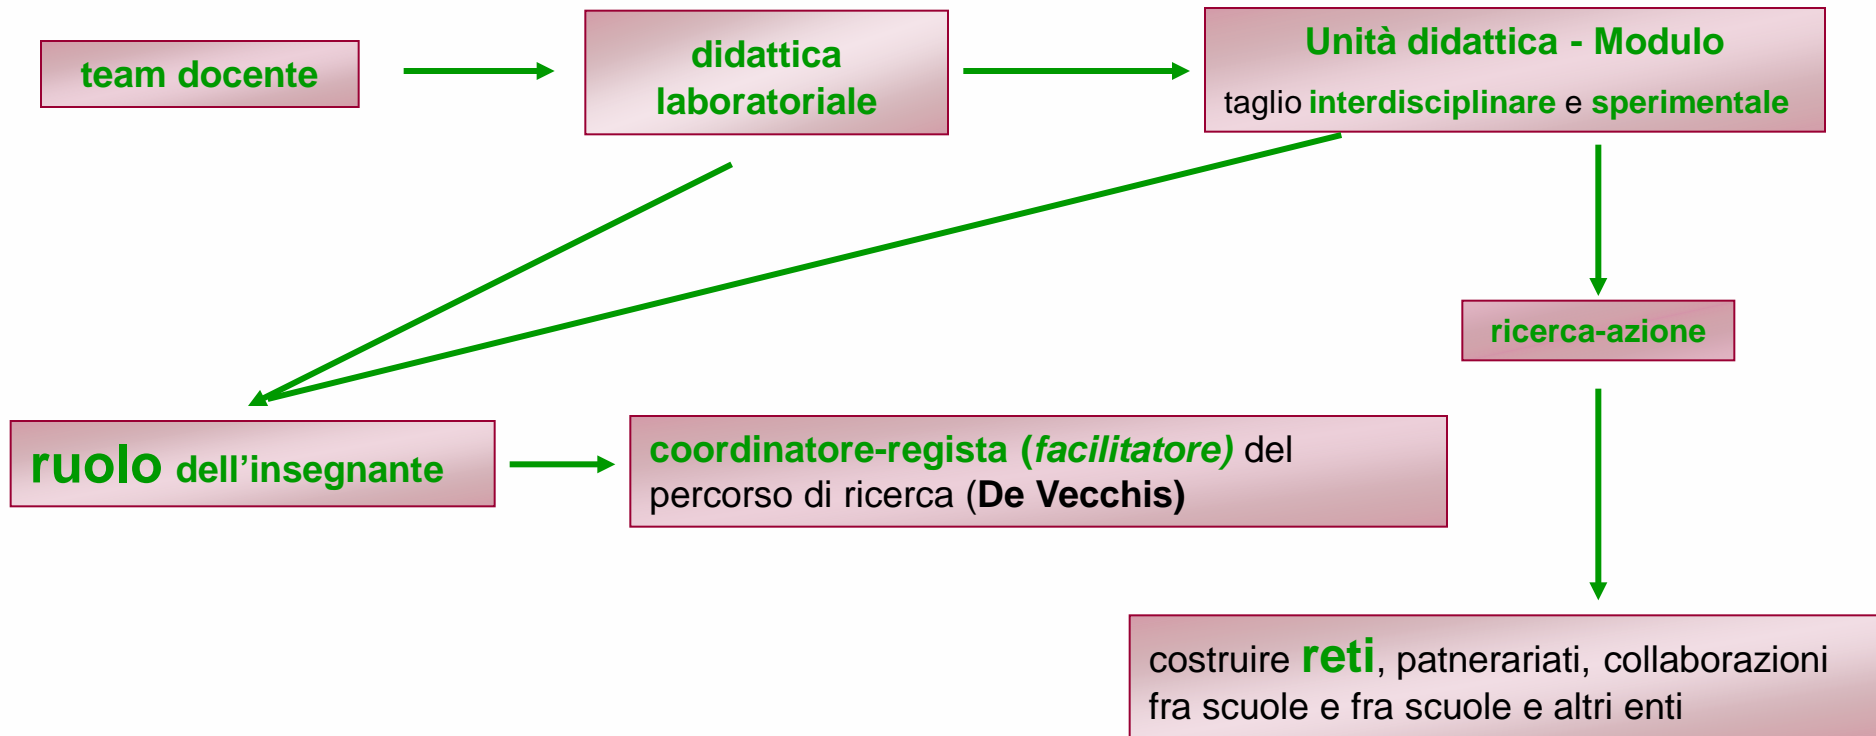 team docente
didattica
laboratoriale
Unità didattica - Modulo
taglio interdisciplinare e sperimentale
ricerca-azione
ruolo dell'insegnante
coordinatore-regista (facilitatore) del
percorso di ricerca (De Vecchis)
costruire reti, patnerariati, collaborazioni
fra scuole e fra scuole e altri enti